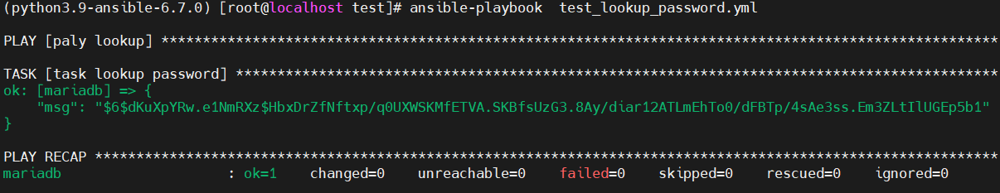 (python3.9-ansible-6.7.0) [root@localhost test]# ansible-playbook  test_lookup_password.yml
PLAY [paly lookup] *****************************************************************************************************
TASK [task lookup password] ********************************************************************************************
ok: [mariadb] => {
    "msg": "$6$dKuXpYRw.e1NmRXz$HbxDrZfNftxp/q0UXWSKMfETVA.SKBfsUzG3.8Ay/diar12ATLmEhTo0/dFBTp/4sAe3ss.Em3ZLtIlUGEp5b1"
}
PLAY RECAP *************************************************************************************************************
mariadb                    : ok=1    changed=0    unreachable=0    failed=0    skipped=0    rescued=0    ignored=0